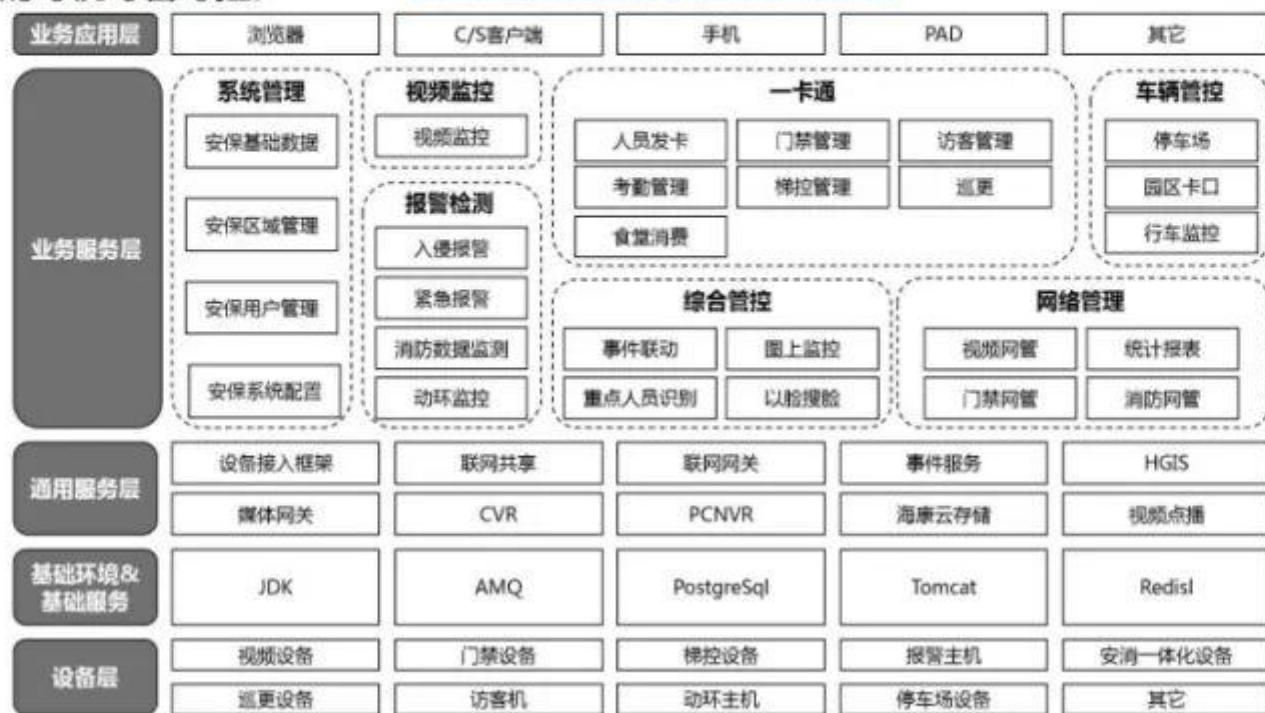 业务应用层
浏览器 C/S客户端 手机 PAD 其它
业务服务层
系统管理
安保基础数据
安保区域管理
安保用户管理
安保系统配置
视频监控
视频监控
报警检测
入侵报警
紧急报警
消防数据监测
动环监控
一卡通
人员发卡 门禁管理 访客管理
考勤管理 梯控管理 巡更
食堂消费
车辆管控
停车场
园区卡口
行车监控
综合管控
事件联动 图上监控
重点人员识别 以脸搜脸
网络管理
视频网管 统计报表
门禁网管 消防网管
通用服务层
设备接入框架 联网共享 联网网关 事件服务 HGIS
媒体网关 CVR PCNVR 海康云存储 视频点播
基础环境&
基础服务
JDK AMQ PostgreSql Tomcat Redisl
设备层
视频设备 门禁设备 梯控设备 报警主机 安消一体化设备
巡更设备 访客机 动环主机 停车场设备 其它